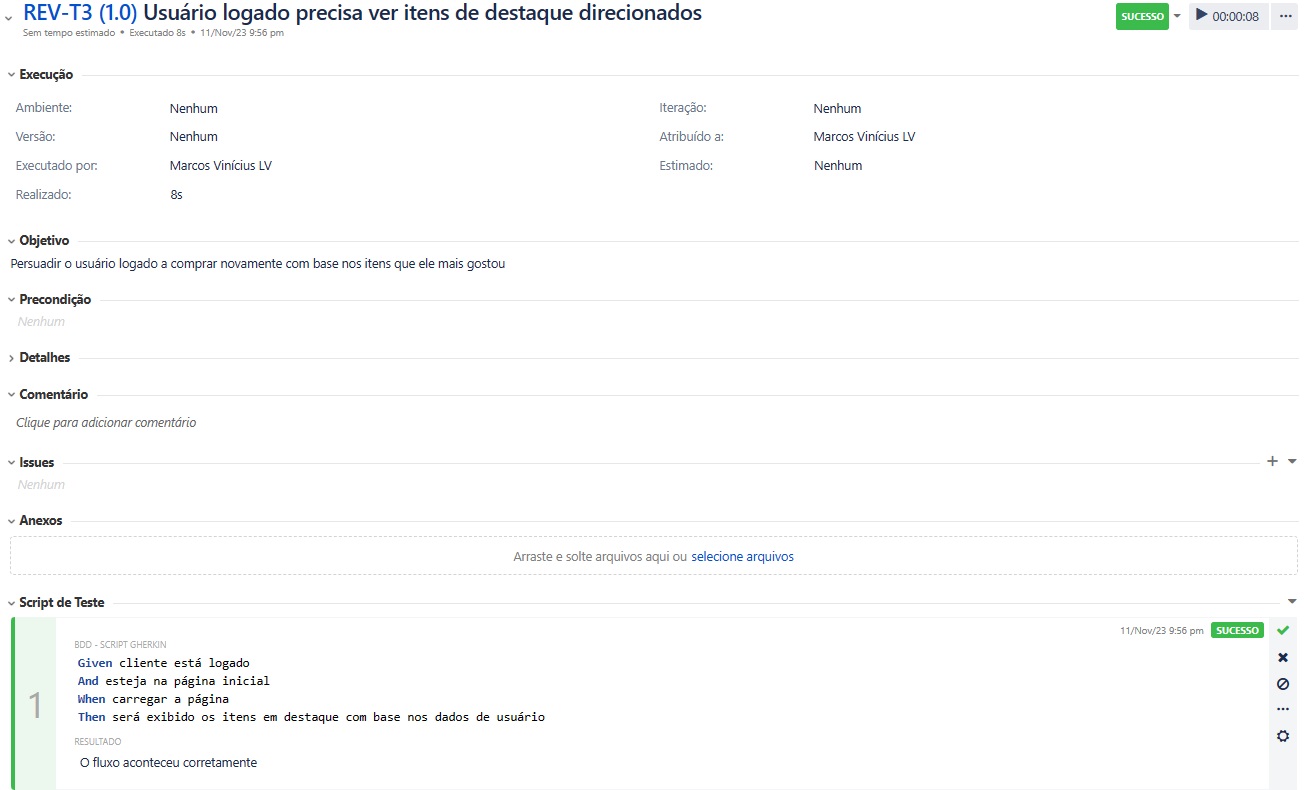 REV-T3 (1.0) Usuário logado precisa ver itens de destaque direcionados
SUCESSO
00:00:08
Sem tempo estimado • Executado 8s • 11/Nov/23 9:56 pm
Execução
Ambiente: Nenhum
Iteração: Nenhum
Versão: Nenhum
Atribuído a: Marcos Vinícius LV
Executado por: Marcos Vinícius LV
Estimado: Nenhum
Realizado: 8s
Objetivo
Persuadir o usuário logado a comprar novamente com base nos itens que ele mais gostou
Precondição
Nenhum
Detalhes
Comentário
Clique para adicionar comentário
Issues
Nenhum
Anexos
Arraste e solte arquivos aqui ou selecione arquivos
Script de Teste
11/Nov/23 9:56 pm SUCESSO
1
BDD - SCRIPT GHERKIN
Given cliente está logado
And esteja na página inicial
When carregar a página
Then será exibido os itens em destaque com base nos dados de usuário
RESULTADO
O fluxo aconteceu corretamente